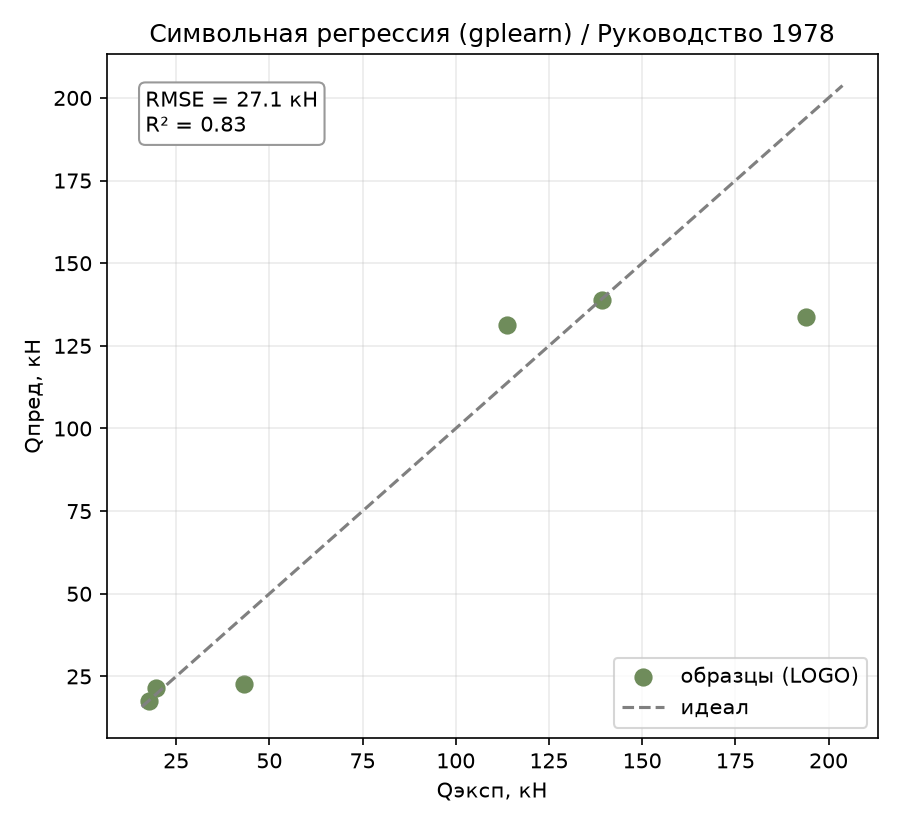 Символьная регрессия (gplearn) / Руководство 1978
RMSE = 27.1 кН
R² = 0.83
200
175
150
125
100
75
50
25
Qпред, кН
образцы (LOGO)
идеал
25
50
75
100
125
150
175
200
Qэксп, кН